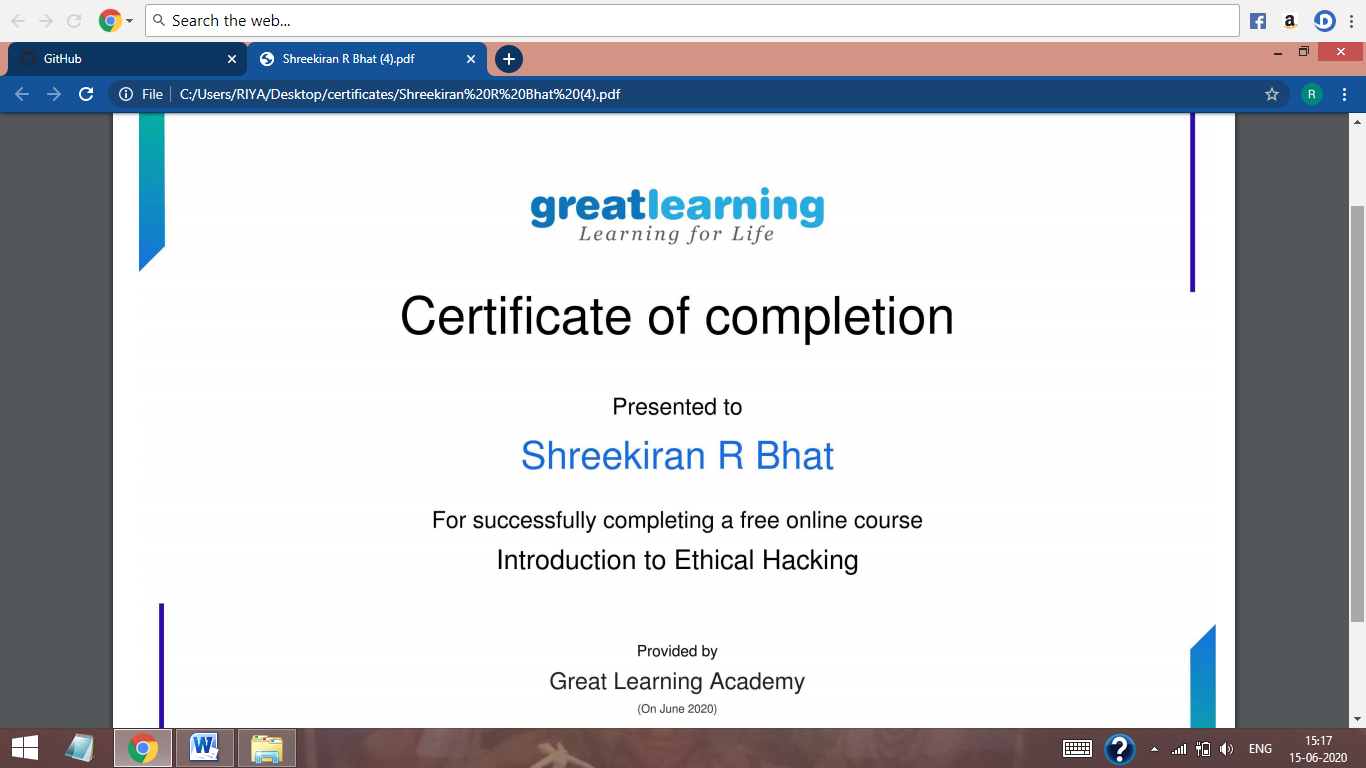 Search the web...
GitHub
Shreekiran R Bhat (4).pdf
File
C:/Users/RIYA/Desktop/certificates/Shreekiran%20R%20Bhat%20(4).pdf
R
greatlearning
Learning for Life
Certificate of completion
Presented to
Shreekiran R Bhat
For successfully completing a free online course
Introduction to Ethical Hacking
Provided by
Great Learning Academy
(On June 2020)
ENG
15:17
15-06-2020